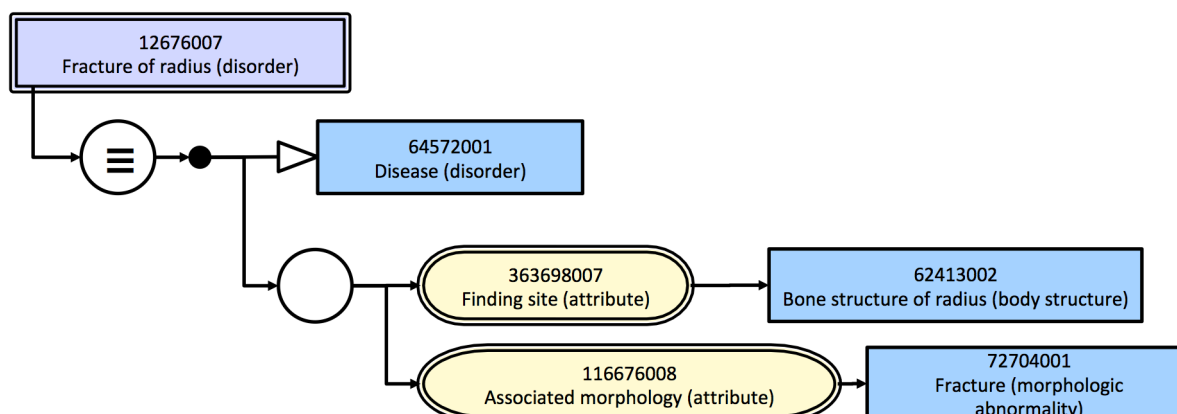 12676007
Fracture of radius (disorder)
64572001
Disease (disorder)
363698007
Finding site (attribute)
62413002
Bone structure of radius (body structure)
116676008
Associated morphology (attribute)
72704001
Fracture (morphologic
abnormality)